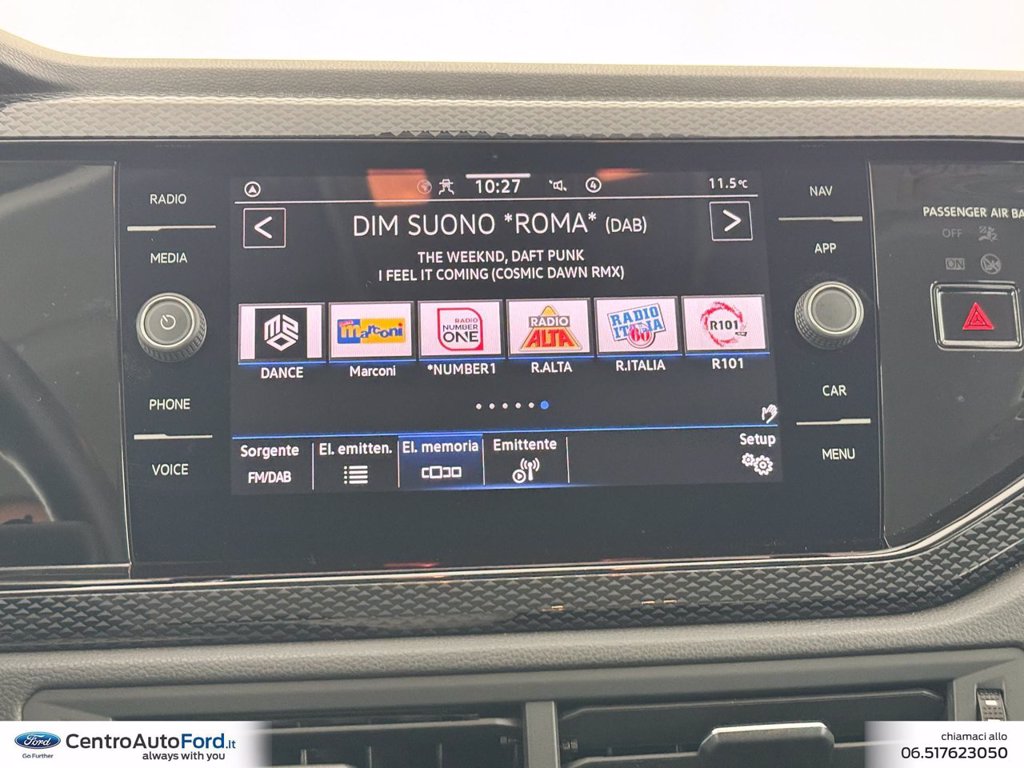 10:27
4
11.5°C
RADIO
MEDIA
PHONE
VOICE
< DIM SUONO *ROMA* (DAB) >
THE WEEKND, DAFT PUNK
I FEEL IT COMING (COSMIC DAWN RMX)
Marconi
RADIO
NUMBER
ONE
RADIO
ALTA
RADIO
ITALIA
60
R101
DANCE
Marconi
*NUMBER1
R.ALTA
R.ITALIA
R101
Sorgente
FM/DAB
El. emitten.
El. memoria
Emittente
Setup
NAV
APP
CAR
MENU
PASSENGER AIR BA
OFF
ON
Ford
Go Further
CentroAutoFord.it
always with you
chiamaci allo
06.517623050